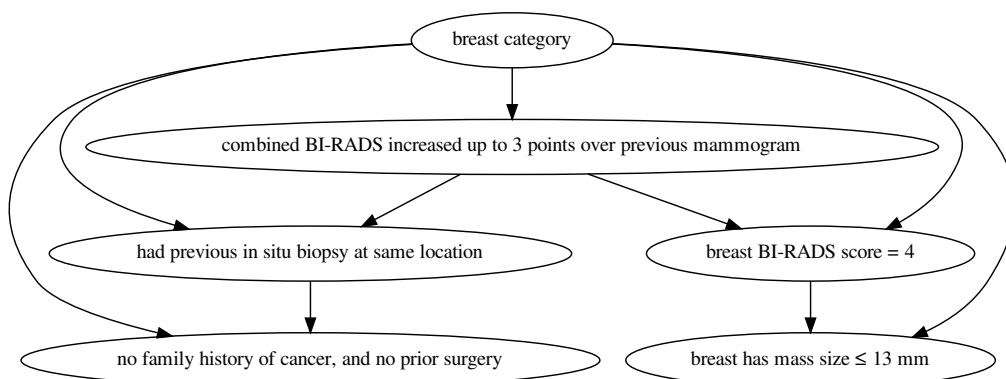 breast category
combined BI-RADS increased up to 3 points over previous mammogram
had previous in situ biopsy at same location
breast BI-RADS score = 4
no family history of cancer, and no prior surgery
breast has mass size ≤ 13 mm